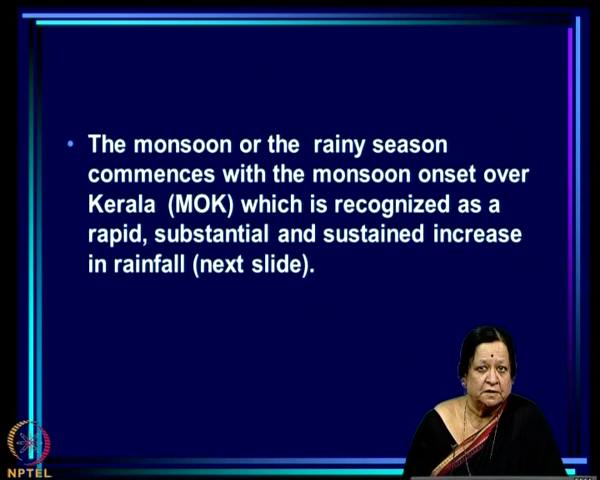 • The monsoon or the rainy season
commences with the monsoon onset over
Kerala (MOK) which is recognized as a
rapid, substantial and sustained increase
in rainfall (next slide).
NPTEL